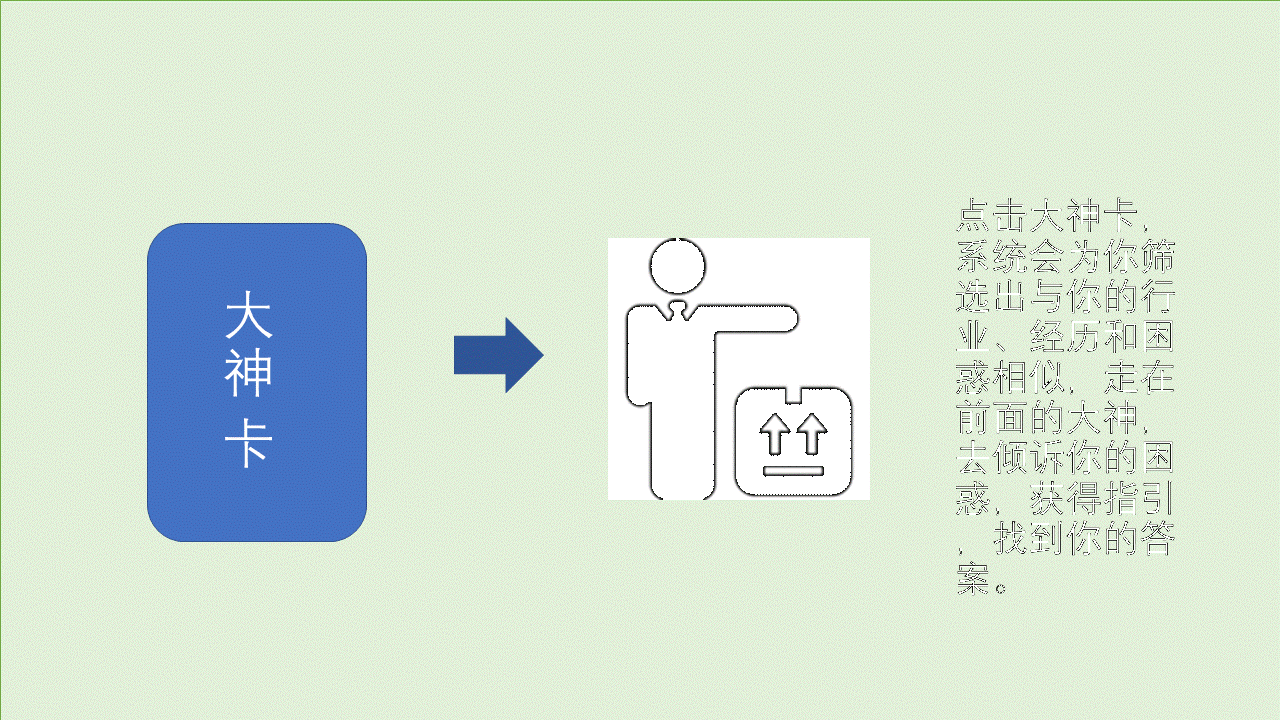 大
神
卡
点击大神卡，
系统会为你筛
选出与你的行
业、经历和困
惑相似，走在
前面的大神，
去倾诉你的困
惑，获得指引
，找到你的答
案。